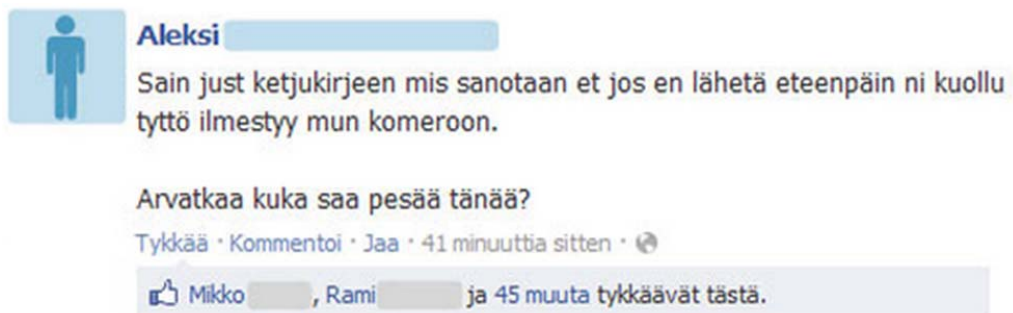 Aleksi
Sain just ketjukirjeen mis sanotaan et jos en lähetä eteenpäin ni kuollu
tyttö ilmestyy mun komeroon.
Arvatkaa kuka saa pesää tänää?
Tykkää · Kommentoi · Jaa · 41 minuuttia sitten ·
Mikko , Rami ja 45 muuta tykkäävät tästä.